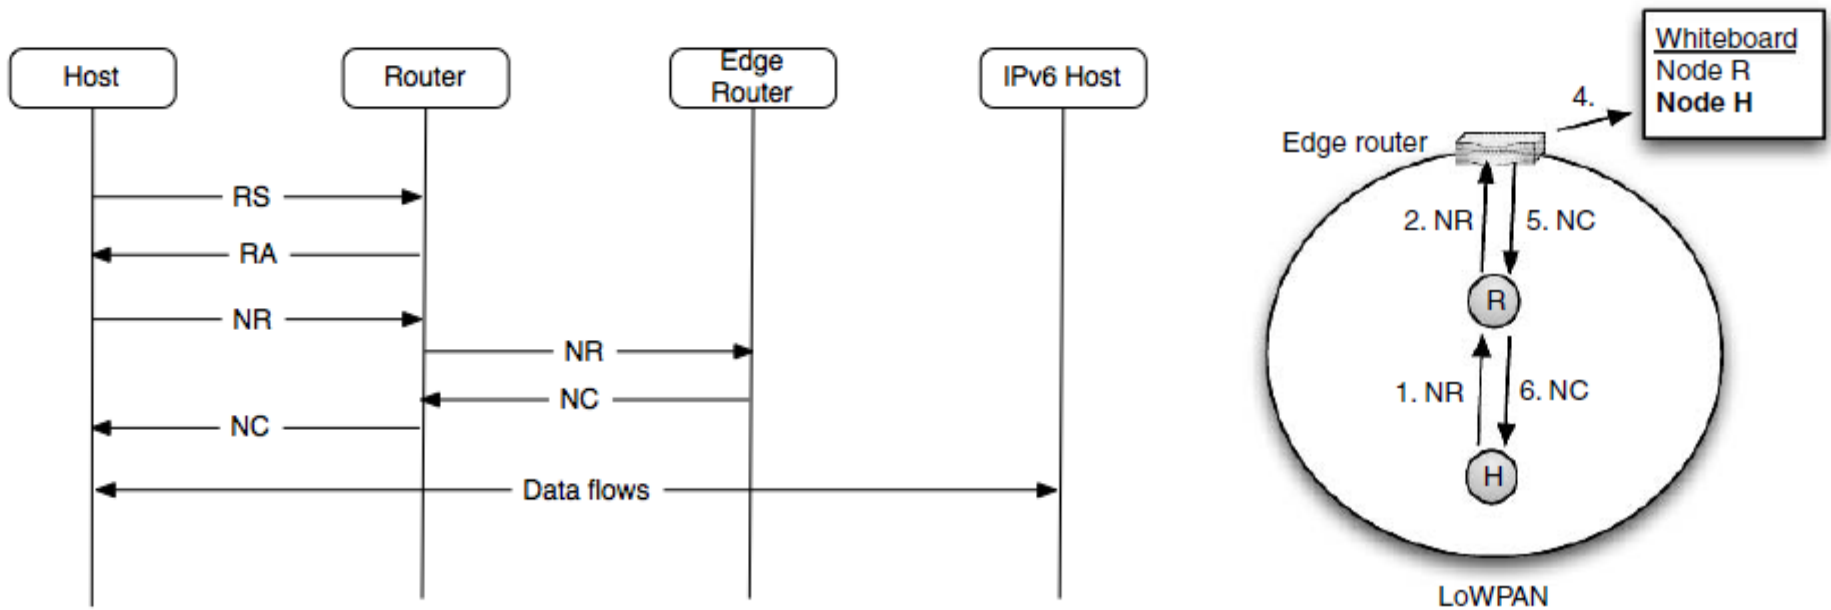 Host
Router
Edge
Router
IPv6 Host
RS
RA
NR
NR
NC
NC
Data flows
Whiteboard
Node R
Node H
4.
Edge router
2. NR
5. NC
R
1. NR
6. NC
H
LoWPAN